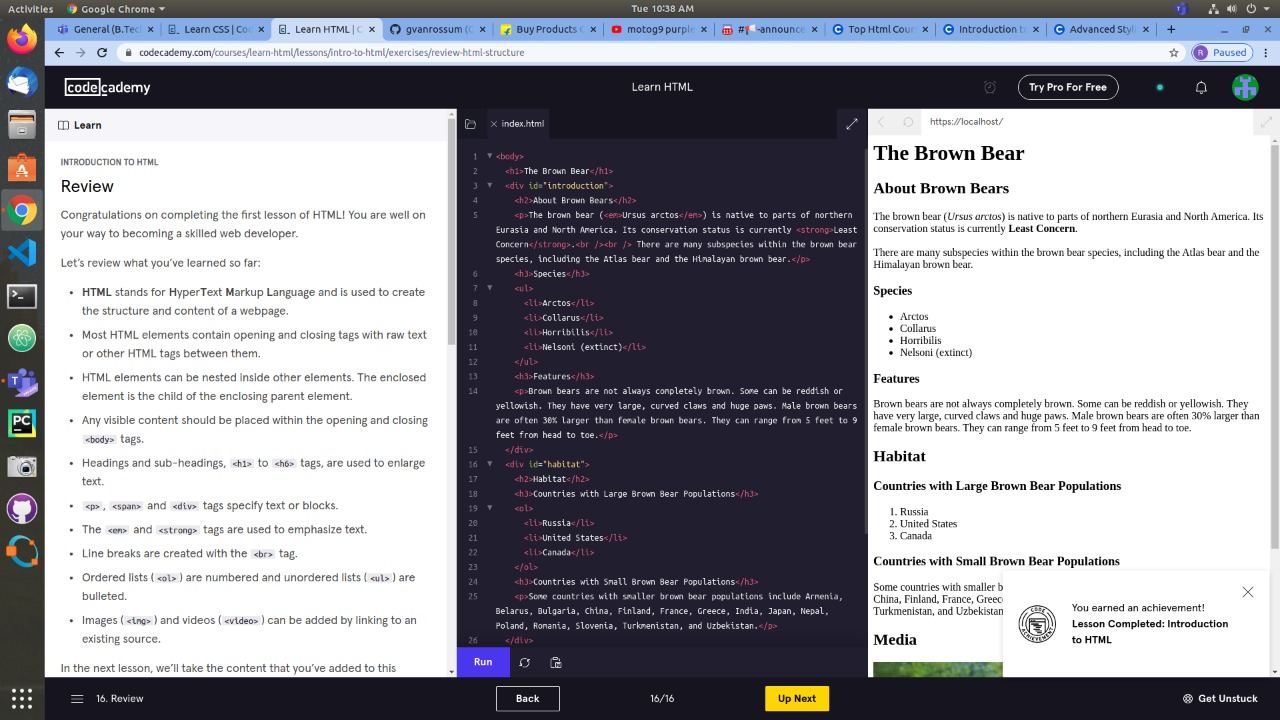 Activities
Google Chrome
Tue 10:38 AM
General (B.Tec
Learn CSS | Co
Learn HTML | C
gvanrossum (G
Buy Products C
motog9 purple
#📢-announce
Top Html Cour
Introduction t
Advanced Styl
codecademy.com/courses/learn-html/lessons/intro-to-html/exercises/review-html-structure
R Paused
codecademy
Learn HTML
Try Pro For Free
Learn
INTRODUCTION TO HTML
Review
Congratulations on completing the first lesson of HTML! You are well on
your way to becoming a skilled web developer.
Let's review what you've learned so far:
• HTML stands for HyperText Markup Language and is used to create
the structure and content of a webpage.
• Most HTML elements contain opening and closing tags with raw text
or other HTML tags between them.
• HTML elements can be nested inside other elements. The enclosed
element is the child of the enclosing parent element.
• Any visible content should be placed within the opening and closing
<body> tags.
• Headings and sub-headings, <h1> to <h6> tags, are used to enlarge
text.
• <p>, <span> and <div> tags specify text or blocks.
• The <em> and <strong> tags are used to emphasize text.
• Line breaks are created with the <br> tag.
• Ordered lists (<ol>) are numbered and unordered lists (<ul>) are
bulleted.
• Images (<img>) and videos (<video>) can be added by linking to an
existing source.
In the next lesson, we'll take the content that you've added to this
index.html
1 <body>
2 <h1>The Brown Bear</h1>
3 <div id="introduction">
4 <h2>About Brown Bears</h2>
5 <p>The brown bear (<em>Ursus arctos</em>) is native to parts of northern
Eurasia and North America. Its conservation status is currently <strong>Least
Concern</strong>.<br /><br /> There are many subspecies within the brown bear
species, including the Atlas bear and the Himalayan brown bear.</p>
6 <h3>Species</h3>
7 <ul>
8 <li>Arctos</li>
9 <li>Collarus</li>
10 <li>Horribilis</li>
11 <li>Nelsoni (extinct)</li>
12 </ul>
13 <h3>Features</h3>
14 <p>Brown bears are not always completely brown. Some can be reddish or
yellowish. They have very large, curved claws and huge paws. Male brown bears
are often 30% larger than female brown bears. They can range from 5 feet to 9
feet from head to toe.</p>
15 </div>
16 <div id="habitat">
17 <h2>Habitat</h2>
18 <h3>Countries with Large Brown Bear Populations</h3>
19 <ol>
20 <li>Russia</li>
21 <li>United States</li>
22 <li>Canada</li>
23 </ol>
24 <h3>Countries with Small Brown Bear Populations</h3>
25 <p>Some countries with smaller brown bear populations include Armenia,
Belarus, Bulgaria, China, Finland, France, Greece, India, Japan, Nepal,
Poland, Romania, Slovenia, Turkmenistan, and Uzbekistan.</p>
26 </div>
Run
https://localhost/
The Brown Bear
About Brown Bears
The brown bear (Ursus arctos) is native to parts of northern Eurasia and North America. Its
conservation status is currently Least Concern.
There are many subspecies within the brown bear species, including the Atlas bear and the
Himalayan brown bear.
Species
• Arctos
• Collarus
• Horribilis
• Nelsoni (extinct)
Features
Brown bears are not always completely brown. Some can be reddish or yellowish. They
have very large, curved claws and huge paws. Male brown bears are often 30% larger than
female brown bears. They can range from 5 feet to 9 feet from head to toe.
Habitat
Countries with Large Brown Bear Populations
1. Russia
2. United States
3. Canada
Countries with Small Brown Bear Populations
Some countries with smaller b
China, Finland, France, Greec
Turkmenistan, and Uzbekistan
Media
You earned an achievement!
Lesson Completed: Introduction
to HTML
CODE
ACHIEVEMENT
16. Review
Back
16/16
Up Next
Get Unstuck